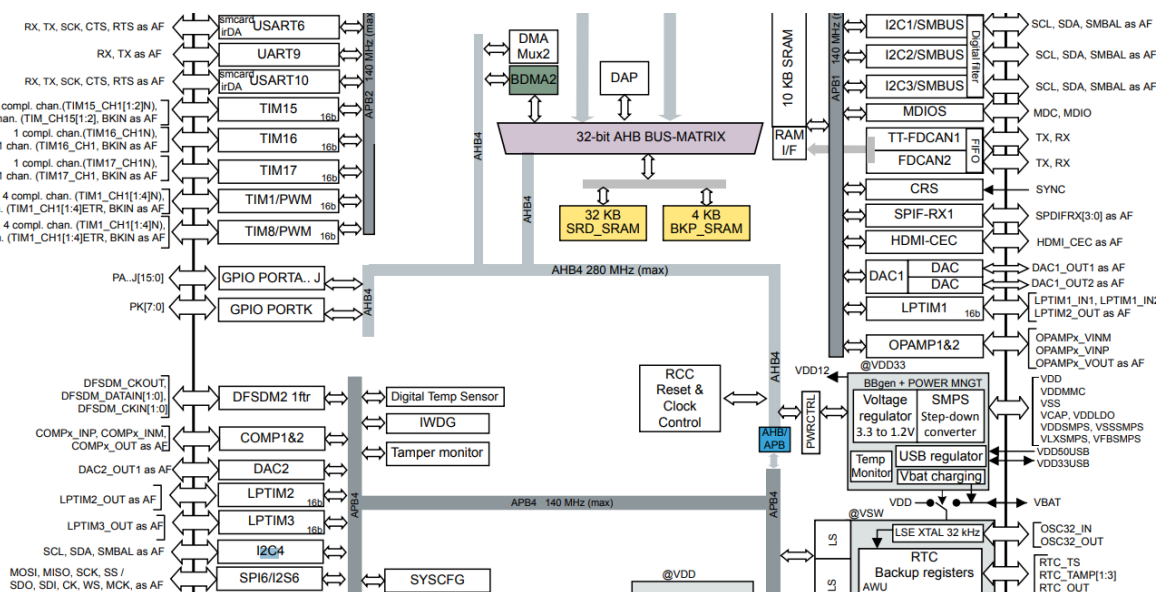 RX, TX, SCK, CTS, RTS as AF
smcard
irDA
USART6
RX, TX as AF
UART9
RX, TX, SCK, CTS, RTS as AF
smcard
irDA
USART10
compl. chan.(TIM15_CH1[1:2]N),
chan. (TIM_CH15[1:2], BKIN as AF
TIM15
16b
1 compl. chan.(TIM16_CH1N),
1 chan. (TIM16_CH1, BKIN as AF
TIM16
16b
1 compl. chan.(TIM17_CH1N),
1 chan. (TIM17_CH1, BKIN as AF
TIM17
16b
4 compl. chan. (TIM1_CH1[1:4]N),
. (TIM1_CH1[1:4]ETR, BKIN as AF
TIM1/PWM
16b
4 compl. chan. (TIM1_CH1[1:4]N),
. (TIM1_CH1[1:4]ETR, BKIN as AF
TIM8/PWM
16b
APB2 140 MHz (max)
PA..J[15:0]
GPIO PORTA.. J
PK[7:0]
GPIO PORTK
AHB4
DMA
Mux2
BDMA2
DAP
AHB4
32-bit AHB BUS-MATRIX
AHB4
32 KB
SRD_SRAM
4 KB
BKP_SRAM
AHB4 280 MHz (max)
10 KB SRAM
RAM
I/F
APB1 140 MHz (
I2C1/SMBUS
I2C2/SMBUS
I2C3/SMBUS
Digital filter
SCL, SDA, SMBAL as AF
SCL, SDA, SMBAL as AF
SCL, SDA, SMBAL as AF
MDIOS
MDC, MDIO
TT-FDCAN1
FDCAN2
FIFO
TX, RX
TX, RX
CRS
SYNC
SPIF-RX1
SPDIFRX[3:0] as AF
HDMI-CEC
HDMI_CEC as AF
DAC1
DAC
DAC
DAC1_OUT1 as AF
DAC1_OUT2 as AF
LPTIM1
16b
LPTIM1_IN1, LPTIM1_IN2
LPTIM2_OUT as AF
OPAMP1&2
OPAMPx_VINM
OPAMPx_VINP
OPAMPx_VOUT as AF
DFSDM_CKOUT,
DFSDM_DATAIN[1:0],
DFSDM_CKIN[1:0]
DFSDM2 1ftr
COMPx_INP, COMPx_INM,
COMPx_OUT as AF
COMP1&2
DAC2_OUT1 as AF
DAC2
LPTIM2_OUT as AF
LPTIM2
16b
LPTIM3_OUT as AF
LPTIM3
16b
SCL, SDA, SMBAL as AF
I2C4
MOSI, MISO, SCK, SS /
SDO, SDI, CK, WS, MCK, as AF
SPI6/I2S6
APB4
Digital Temp Sensor
IWDG
Tamper monitor
APB4 140 MHz (max)
SYSCFG
RCC
Reset &
Clock
Control
AHB4
AHB/
APB
APB4
PWRCTRL
@VDD33
VDD12
BBgen + POWER MNGT
Voltage
regulator
3.3 to 1.2V
SMPS
Step-down
converter
Temp
Monitor
USB regulator
Vbat charging
VDD
VDDMMC
VSS
VCAP, VDDLDO
VDDSMPS, VSSSMPS
VLXSMPS, VFBSMPS
VDD50USB
VDD33USB
VDD
VBAT
@VSW
LS
LS
LSE XTAL 32 kHz
OSC32_IN
OSC32_OUT
RTC
Backup registers
AWU
RTC_TS
RTC_TAMP[1:3]
RTC_OUT
@VDD